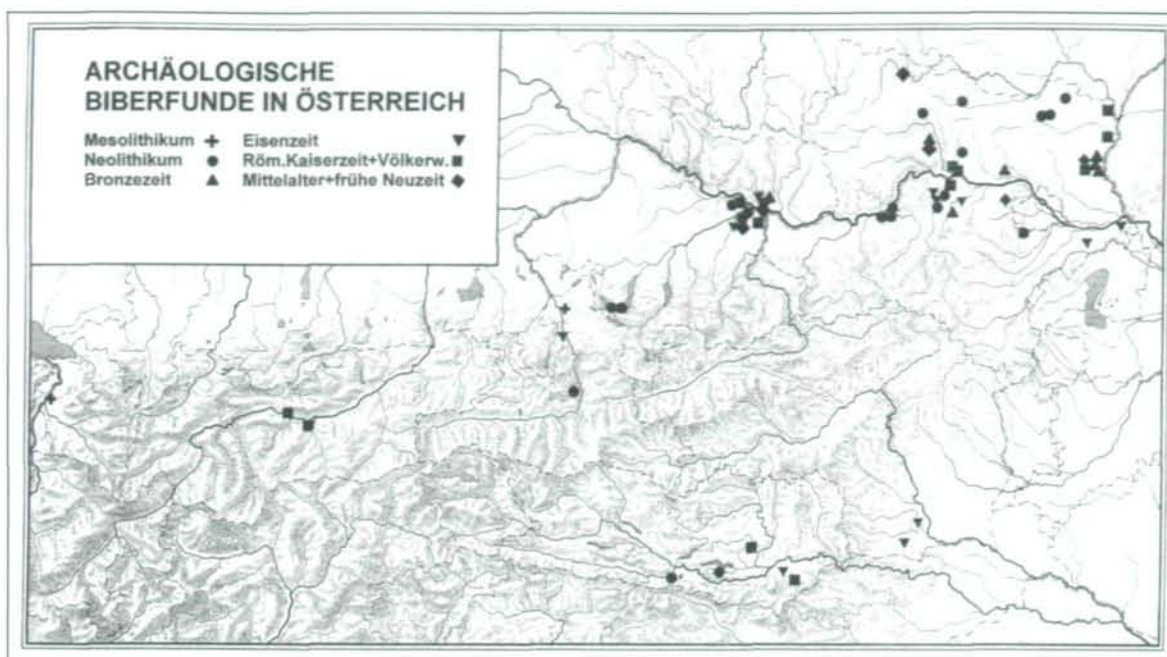 ARCHÄOLOGISCHE
BIBERFUNDE IN ÖSTERREICH
Mesolithikum Eisenzeit
Neolithikum Röm.Kaiserzeit+Völkerw.
Bronzezeit Mittelalter+frühe Neuzeit